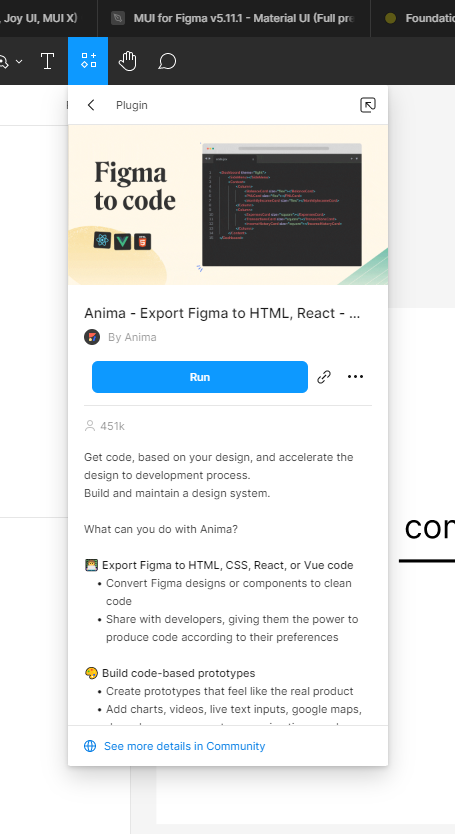 , Joy UI, MUI X)
MUI for Figma v5.11.1 - Material UI (Full pre
Foundatio
Plugin
Figma
to code
Anima - Export Figma to HTML, React - ...
By Anima
Run
451k
Get code, based on your design, and accelerate the
design to development process.
Build and maintain a design system.
What can you do with Anima?
🧑‍💻 Export Figma to HTML, CSS, React, or Vue code
• Convert Figma designs or components to clean
code
• Share with developers, giving them the power to
produce code according to their preferences
🎨 Build code-based prototypes
• Create prototypes that feel like the real product
• Add charts, videos, live text inputs, google maps,
See more details in Community
con